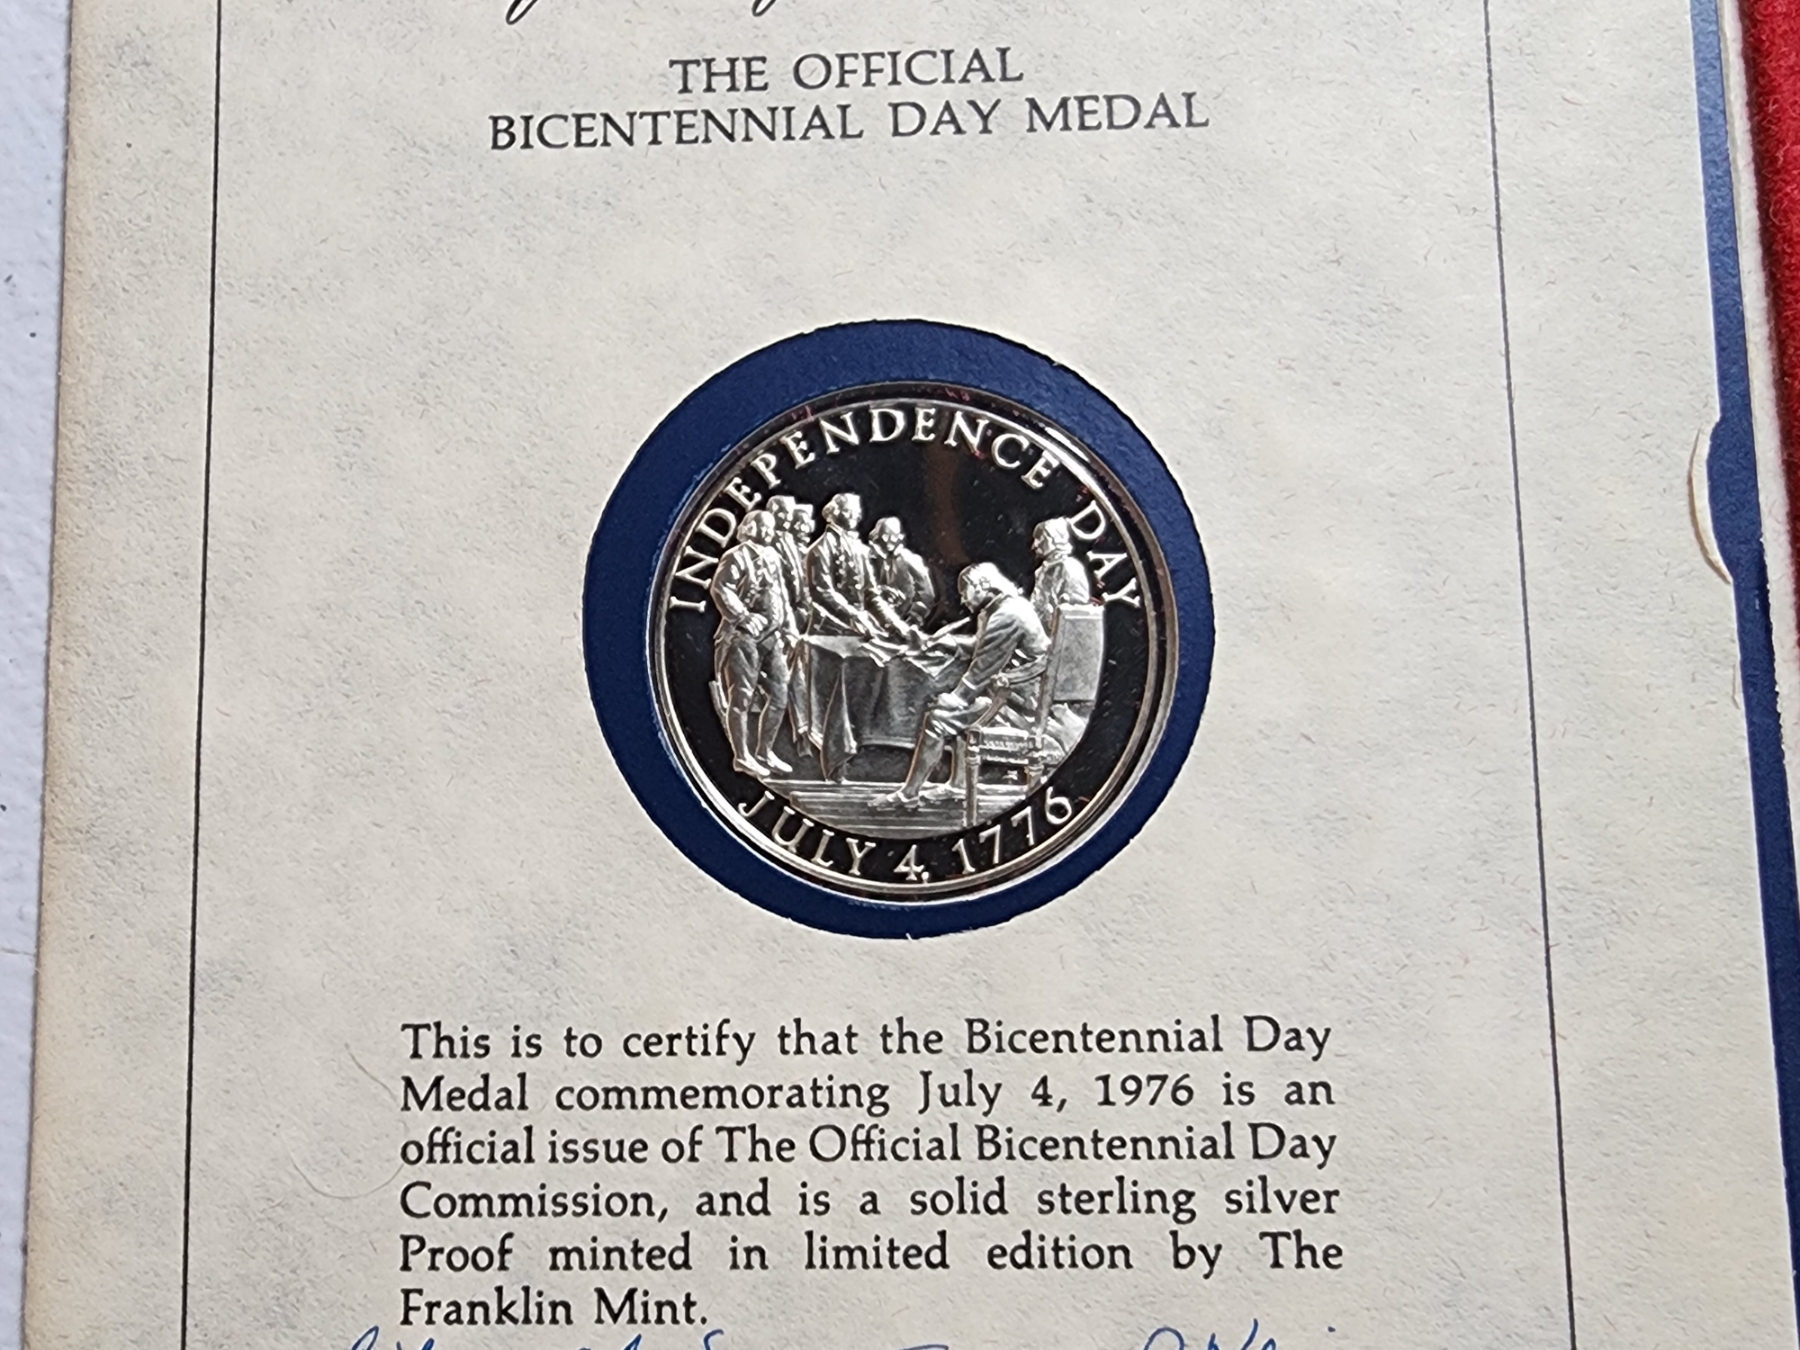 THE OFFICIAL
BICENTENNIAL DAY MEDAL
INDEPENDENCE DAY
JULY 4, 1776
This is to certify that the Bicentennial Day
Medal commemorating July 4, 1976 is an
official issue of The Official Bicentennial Day
Commission, and is a solid sterling silver
Proof minted in limited edition by The
Franklin Mint.